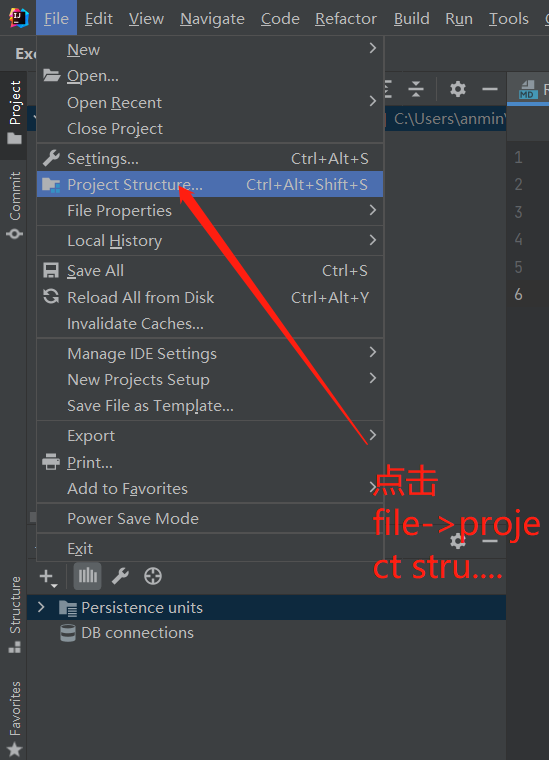 File Edit View Navigate Code Refactor Build Run Tools
Exe
New
Open...
Open Recent
Close Project
C:\Users\anmin\
Settings... Ctrl+Alt+S
Project Structure... Ctrl+Alt+Shift+S
File Properties
Local History
Save All Ctrl+S
Reload All from Disk Ctrl+Alt+Y
Invalidate Caches...
Manage IDE Settings
New Projects Setup
Save File as Template...
Export
Print...
Add to Favorites
Power Save Mode
Exit
点击
file->proje
ct stru....
Persistence units
DB connections
Project
Commit
Structure
Favorites
MD
1
2
3
4
5
6